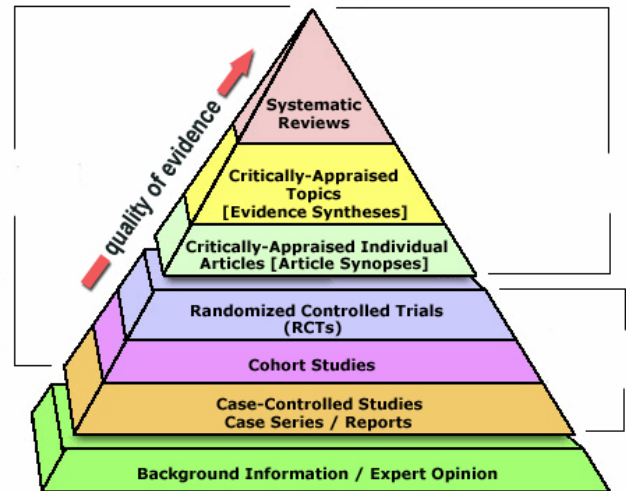 quality of evidence
Systematic
Reviews
Critically-Appraised
Topics
[Evidence Syntheses]
Critically-Appraised Individual
Articles [Article Synopses]
Randomized Controlled Trials
(RCTs)
Cohort Studies
Case-Controlled Studies
Case Series / Reports
Background Information / Expert Opinion